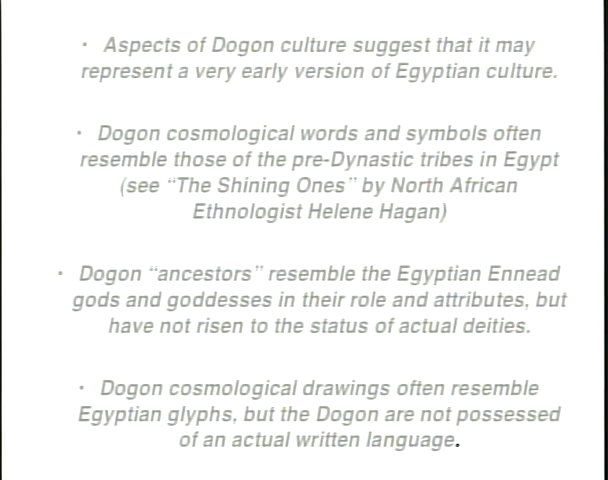 · Aspects of Dogon culture suggest that it may
represent a very early version of Egyptian culture.
· Dogon cosmological words and symbols often
resemble those of the pre-Dynastic tribes in Egypt
(see “The Shining Ones” by North African
Ethnologist Helene Hagan)
· Dogon “ancestors” resemble the Egyptian Ennead
gods and goddesses in their role and attributes, but
have not risen to the status of actual deities.
· Dogon cosmological drawings often resemble
Egyptian glyphs, but the Dogon are not possessed
of an actual written language.